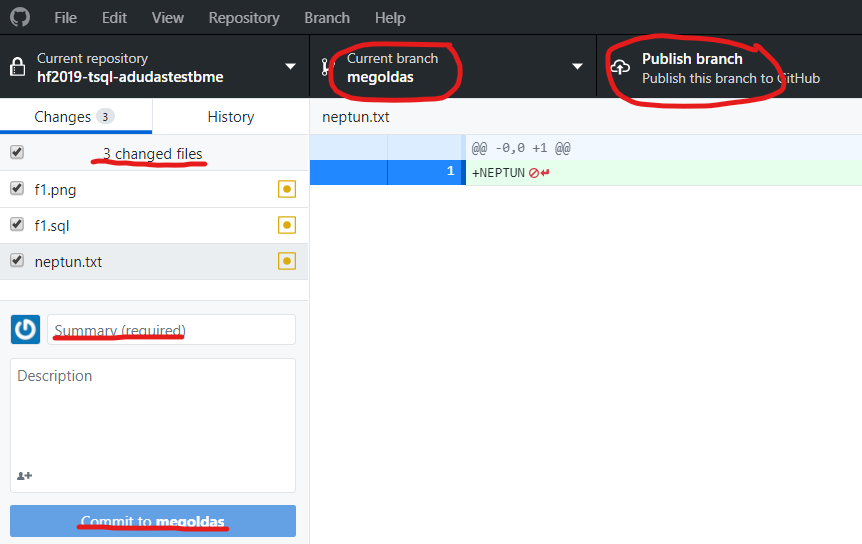 File Edit View Repository Branch Help
Current repository
hf2019-tsql-adudastestbme
Current branch
megoldas
Publish branch
Publish this branch to GitHub
Changes 3
History
neptun.txt
3 changed files
@@ -0,0 +1 @@
f1.png
1 +NEPTUN
f1.sql
neptun.txt
Summary (required)
Description
Commit to megoldas